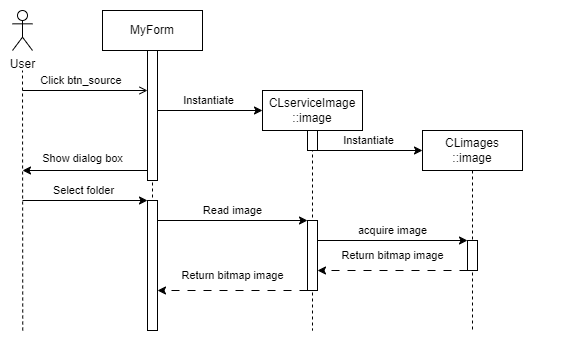 MyForm
User
Click btn_source
Instantiate
CLserviceImage
::image
Instantiate
CLimages
::image
Show dialog box
Select folder
Read image
acquire image
Return bitmap image
Return bitmap image